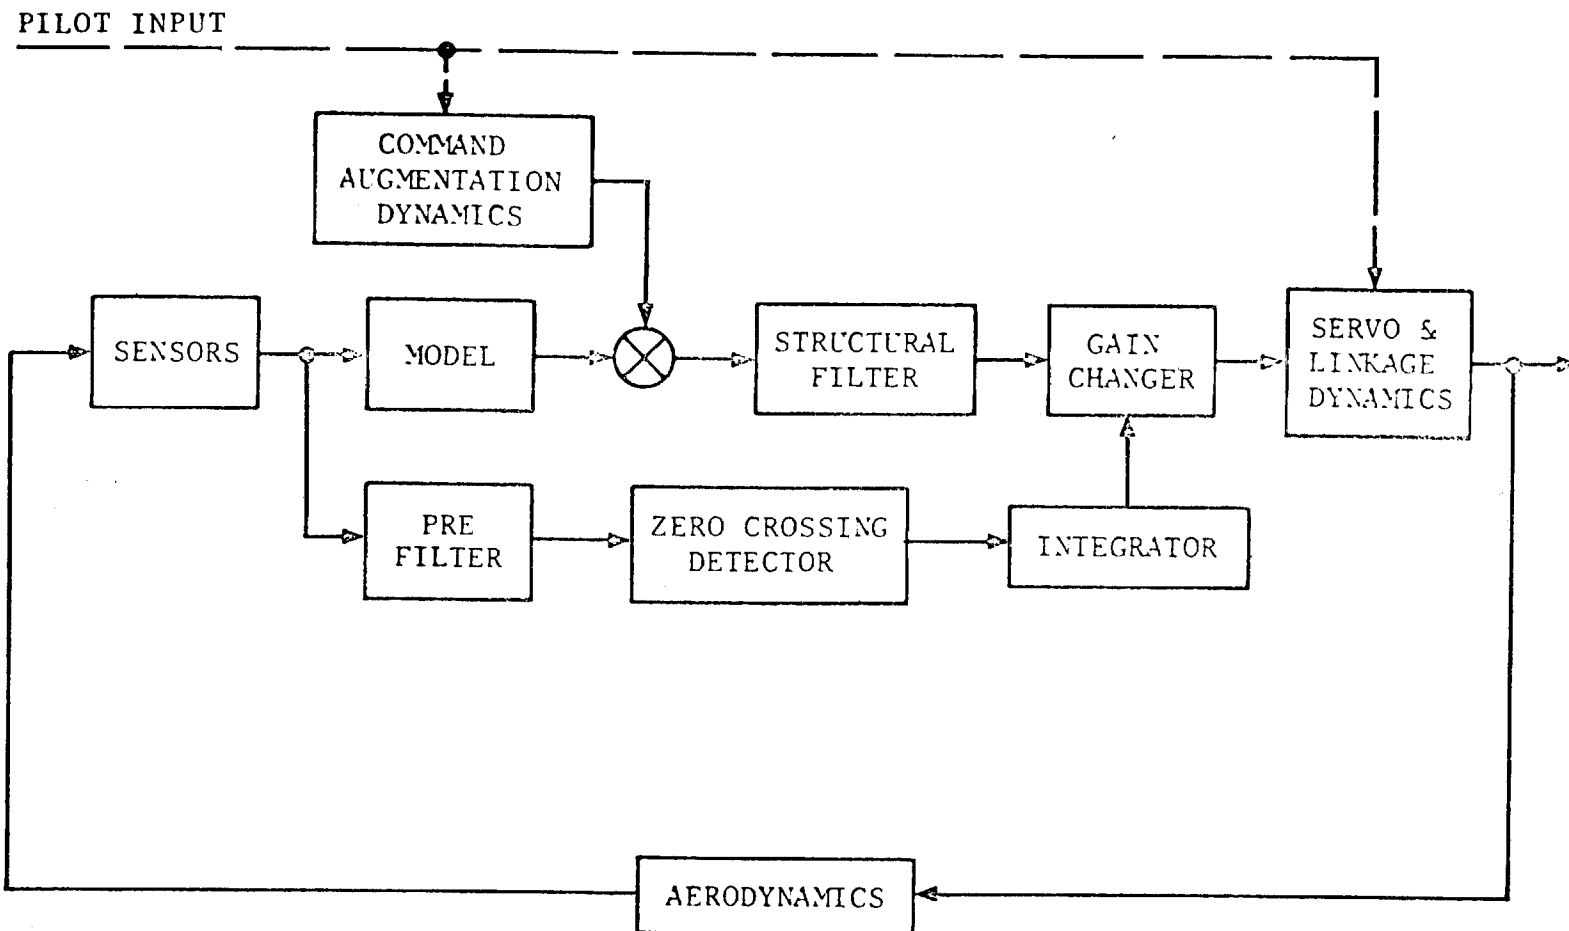 PILOT INPUT
COMMAND
AUGMENTATION
DYNAMICS
SENSORS
MODEL
STRUCTURAL
FILTER
GAIN
CHANGER
SERVO &
LINKAGE
DYNAMICS
PRE
FILTER
ZERO CROSSING
DETECTOR
INTEGRATOR
AERODYNAMICS